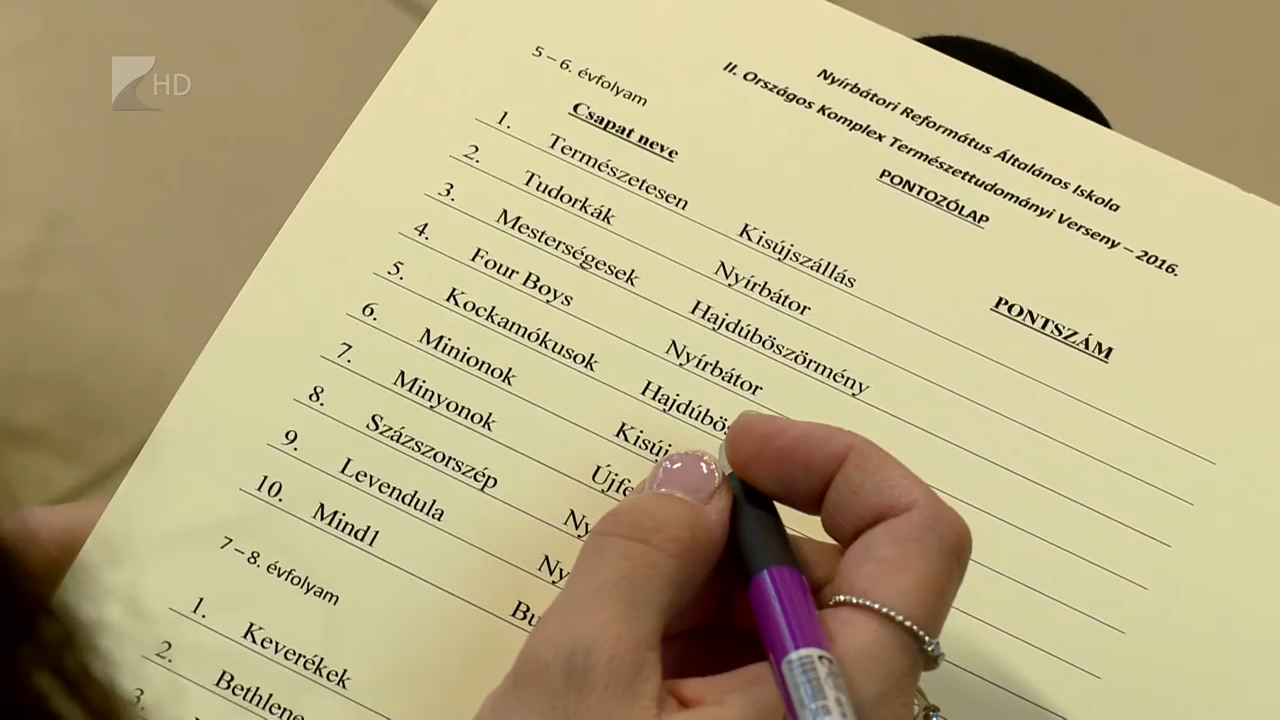 HD
Nyírbátori Református Általános Iskola
II. Országos Komplex Természettudományi Verseny – 2016.
PONTOZÓLAP
5 – 6. évfolyam
Csapat neve PONTSZÁM
1. Természetesen Kisújszállás
2. Tudorkák Nyírbátor
3. Mesterségesek Hajdúböszörmény
4. Four Boys Nyírbátor
5. Kockamókusok
6. Minionok
7. Minyonok
8. Százszorszép
9. Levendula
10. Mind1
7 – 8. évfolyam
1. Keverékek
2.
3.